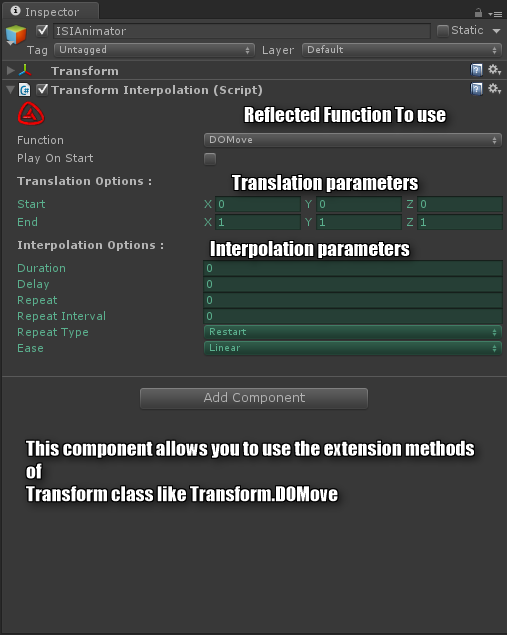 Inspector
ISIAnimator Static
Tag Untagged Layer Default
Transform
Transform Interpolation (Script)
Reflected Function To use
Function DOMove
Play On Start
Translation Options : Translation parameters
Start X 0 Y 0 Z 0
End X 1 Y 1 Z 1
Interpolation Options : Interpolation parameters
Duration 0
Delay 0
Repeat 0
Repeat Interval 0
Repeat Type Restart
Ease Linear
Add Component
This component allows you to use the extension methods
of
Transform class like Transform.DOMove